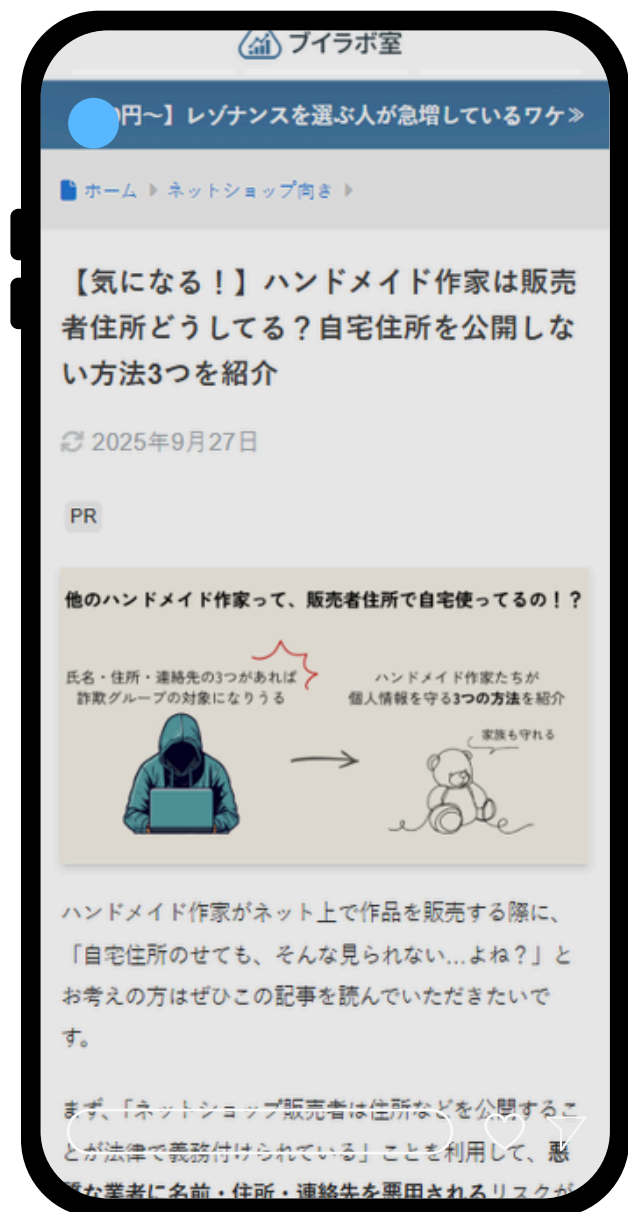 ブイラボ室
0円〜】レゾナンスを選ぶ人が急増しているワケ≫
ホーム
ネットショップ向き
【気になる！】ハンドメイド作家は販売
者住所どうしてる？自宅住所を公開しな
い方法3つを紹介
2025年9月27日
PR
他のハンドメイド作家って、販売者住所で自宅使ってるの！？
氏名・住所・連絡先の3つがあれば
詐欺グループの対象になりうる
ハンドメイド作家たちが
個人情報を守る3つの方法を紹介
家族も守れる
ハンドメイド作家がネット上で作品を販売する際に、
「自宅住所のせても、そんな見られない…よね？」と
お考えの方はぜひこの記事を読んでいただきたいで
す。
まず、「ネットショップ販売者は住所などを公開するこ
とが法律で義務付けられている」ことを利用して、悪
質な業者に名前・住所・連絡先を悪用されるリスクが